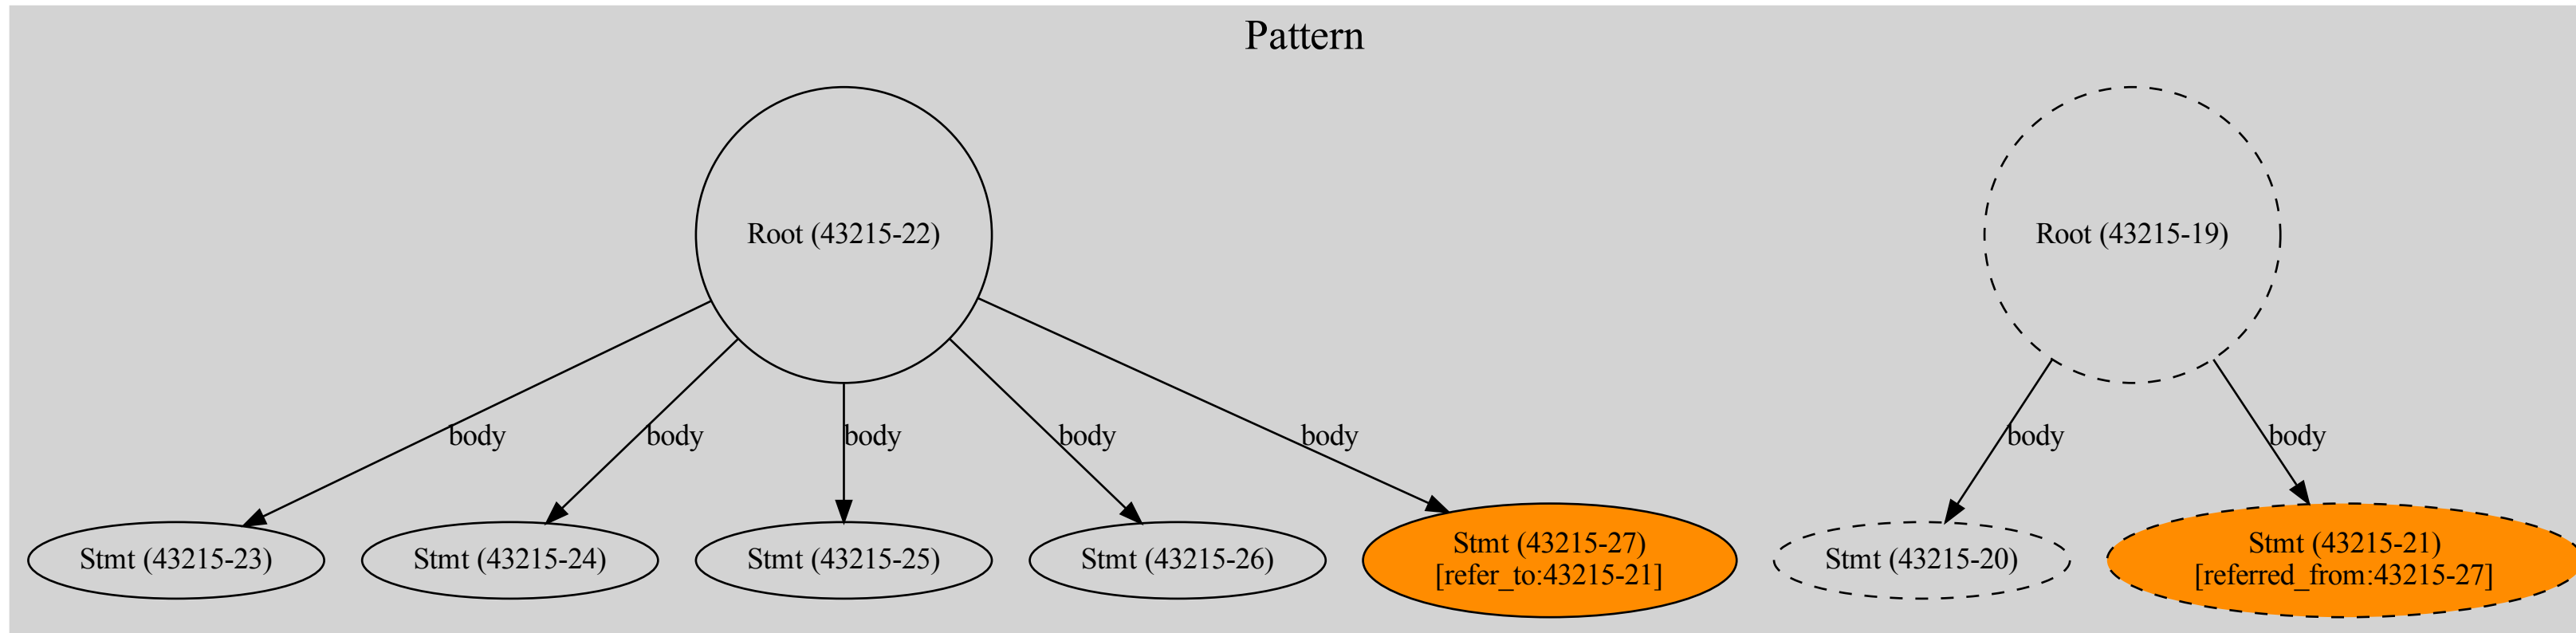 Pattern
Root (43215-22)
Root (43215-19)
body
body
body
body
body
body
body
Stmt (43215-23)
Stmt (43215-24)
Stmt (43215-25)
Stmt (43215-26)
Stmt (43215-27)
[refer_to:43215-21]
Stmt (43215-20)
Stmt (43215-21)
[referred_from:43215-27]